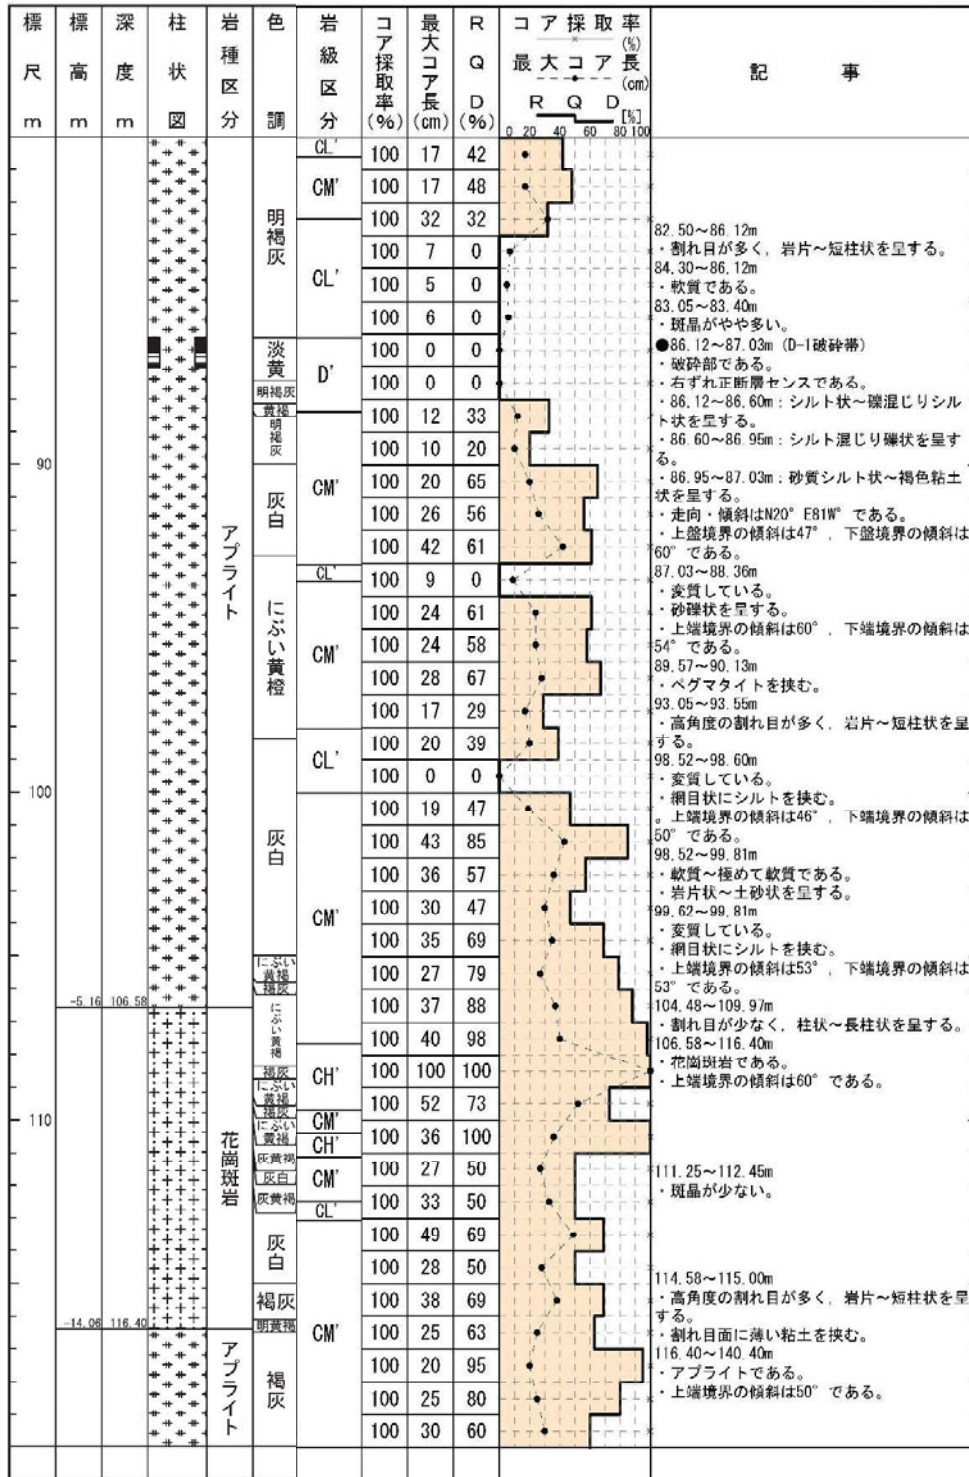 標尺m
標高m
深度m
柱状図
岩種区分
色調
岩級区分
コア採取率(%)
最大コア長(cm)
RQD(%)
コア採取率(%)
最大コア長(cm)
RQD[%]
0 20 40 60 80 100
記事
90
100
110
-5.16 106.58
-14.06 116.40
アプライト
花崗斑岩
アプライト
明褐灰
淡黄
明褐灰
黄褐
明褐灰
灰白
にぶい黄橙
灰白
にぶい黄褐
褐灰
にぶい黄褐
褐灰
にぶい黄褐
褐灰
にぶい黄褐
灰黄褐
灰白
灰黄褐
灰白
褐灰
明黄褐
褐灰
CL'
CM'
CL'
D'
CM'
CL'
CM'
CL'
CM'
CH'
CM'
CH'
CM'
CL'
CM'
100 17 42
100 17 48
100 32 32
100 7 0
100 5 0
100 6 0
100 0 0
100 0 0
100 12 33
100 10 20
100 20 65
100 26 56
100 42 61
100 9 0
100 24 61
100 24 58
100 28 67
100 17 29
100 20 39
100 0 0
100 19 47
100 43 85
100 36 57
100 30 47
100 35 69
100 27 79
100 37 88
100 40 98
100 100 100
100 52 73
100 36 100
100 27 50
100 33 50
100 49 69
100 28 50
100 38 69
100 25 63
100 20 95
100 25 80
100 30 60
82.50～86.12m
・割れ目が多く，岩片～短柱状を呈する。
84.30～86.12m
・軟質である。
83.05～83.40m
・斑晶がやや多い。
●86.12～87.03m (D-1破砕帯)
・破砕部である。
・右ずれ正断層センスである。
・86.12～86.60m：シルト状～礫混じりシル
ト状を呈する。
・86.60～86.95m：シルト混じり礫状を呈す
る。
・86.95～87.03m：砂質シルト状～褐色粘土
状を呈する。
・走向・傾斜はN20°E81W°である。
・上盤境界の傾斜は47°，下盤境界の傾斜は
60°である。
87.03～88.36m
・変質している。
・砂礫状を呈する。
・上端境界の傾斜は60°，下端境界の傾斜は
54°である。
89.57～90.13m
・ペグマタイトを挟む。
93.05～93.55m
・高角度の割れ目が多く，岩片～短柱状を呈
する。
98.52～98.60m
・変質している。
・網目状にシルトを挟む。
。上端境界の傾斜は46°，下端境界の傾斜は
50°である。
98.52～99.81m
・軟質～極めて軟質である。
・岩片状～土砂状を呈する。
99.62～99.81m
・変質している。
・網目状にシルトを挟む。
・上端境界の傾斜は53°，下端境界の傾斜は
53°である。
104.48～109.97m
・割れ目が少なく，柱状～長柱状を呈する。
106.58～116.40m
・花崗斑岩である。
・上端境界の傾斜は60°である。
111.25～112.45m
・斑晶が少ない。
114.58～115.00m
・高角度の割れ目が多く，岩片～短柱状を呈
する。
・割れ目面に薄い粘土を挟む。
116.40～140.40m
・アプライトである。
・上端境界の傾斜は50°である。